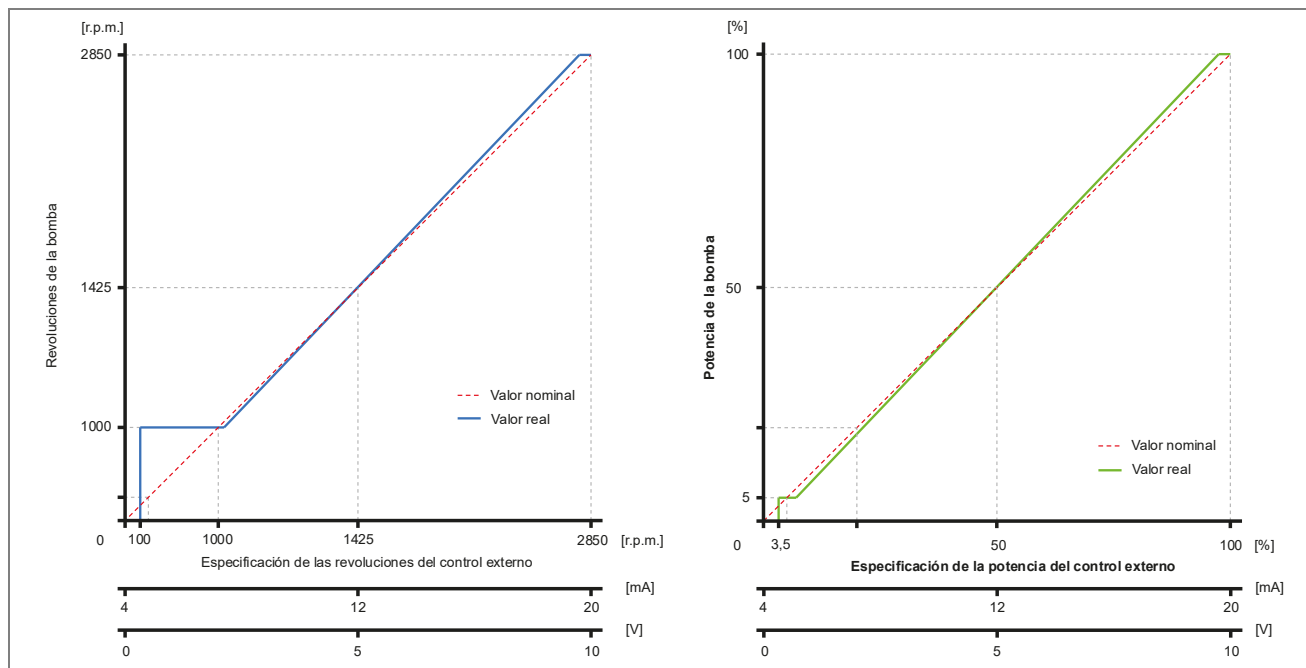 [r.p.m.]
2850
1425
1000
Revoluciones de la bomba
Valor nominal
Valor real
0 100 1000 1425 2850 [r.p.m.]
Especificación de las revoluciones del control externo
4 12 20 [mA]
0 5 10 [V]
[%]
100
50
5
Potencia de la bomba
Valor nominal
Valor real
0 3,5 50 100 [%]
Especificación de la potencia del control externo
4 12 20 [mA]
0 5 10 [V]